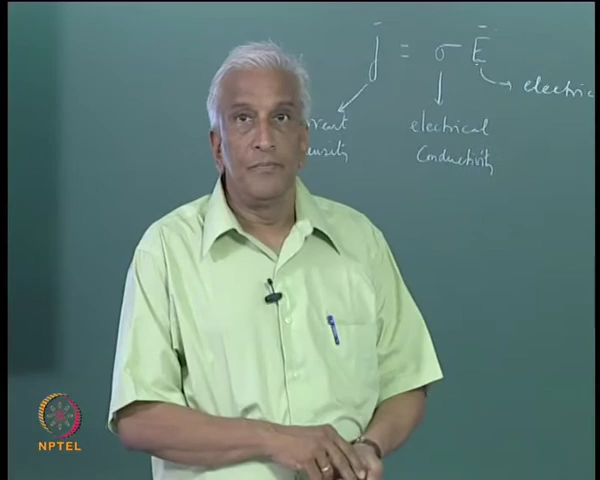 j = σ E
electric
electrical
Conductivity
NPTEL